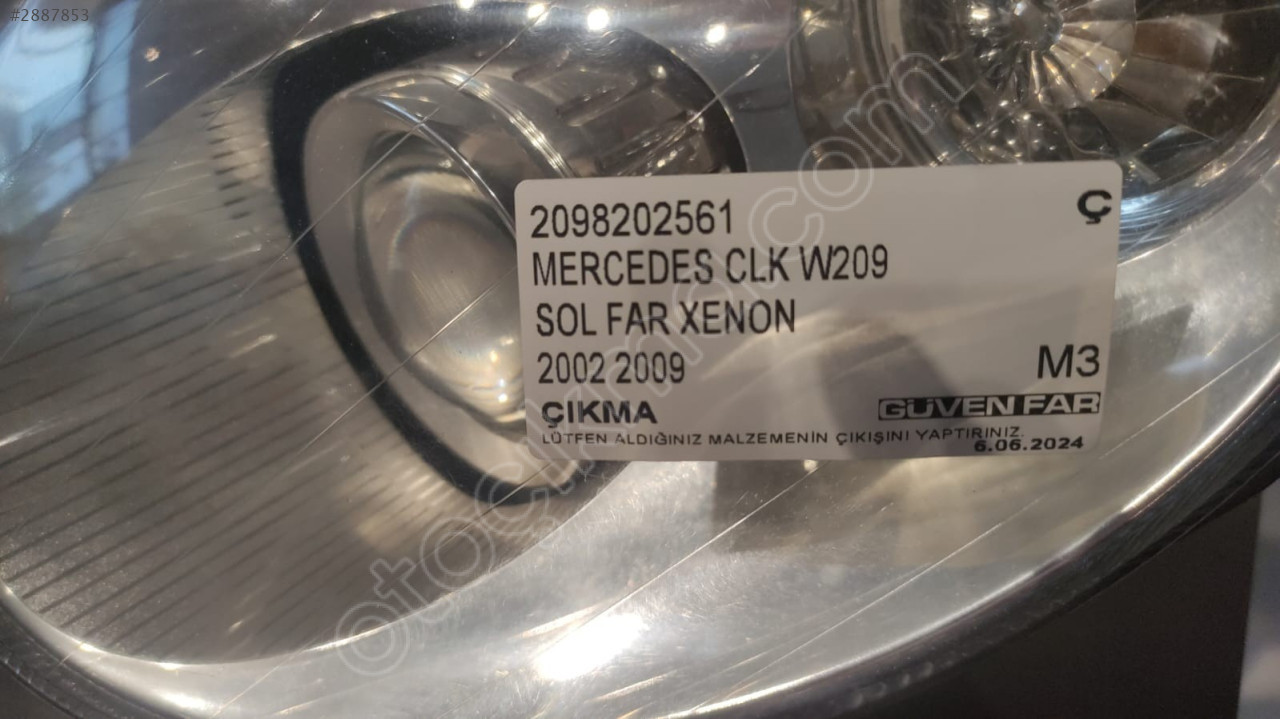 #2887853
2098202561
Ç
MERCEDES CLK W209
SOL FAR XENON
2002 2009
M3
ÇIKMA
GÜVEN FAR
LÜTFEN ALDIĞINIZ MALZEMENİN ÇIKIŞINI YAPTIRINIZ.
6.06.2024
otocikma.com